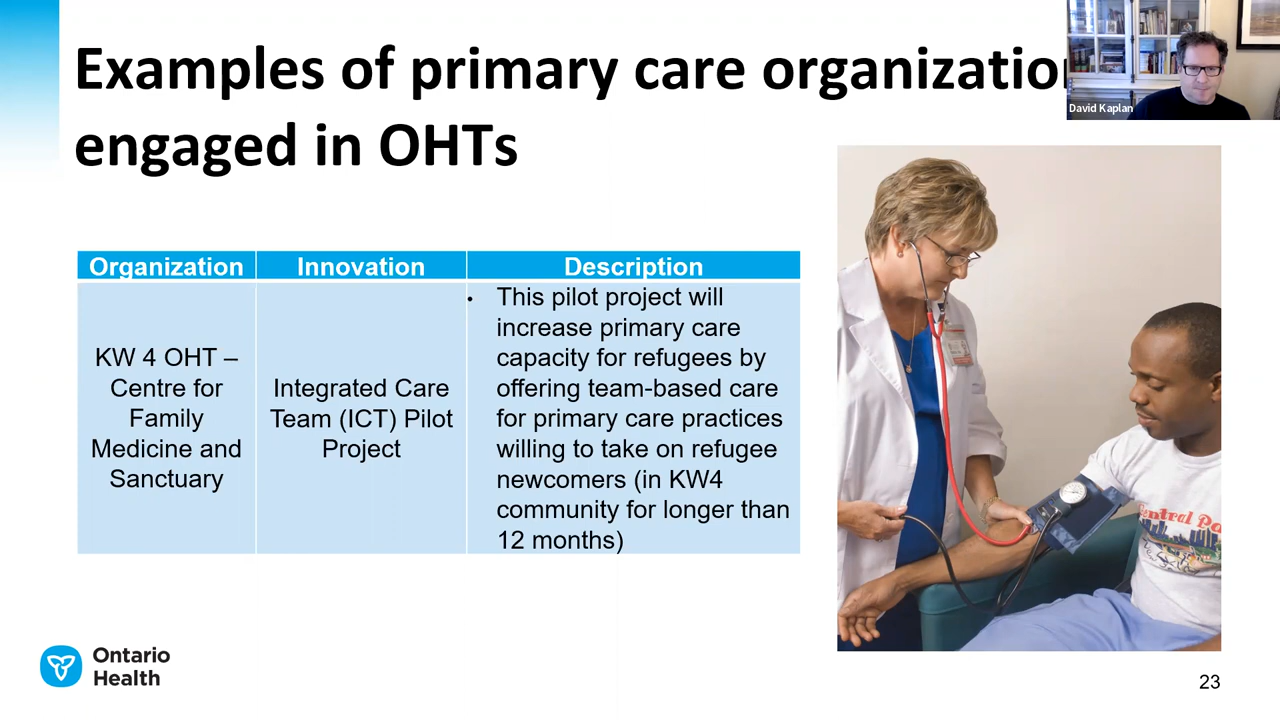 Examples of primary care organizatio
engaged in OHTs
David Kaplan
Organization
Innovation
Description
KW 4 OHT –
Centre for
Family
Medicine and
Sanctuary
Integrated Care
Team (ICT) Pilot
Project
• This pilot project will
increase primary care
capacity for refugees by
offering team-based care
for primary care practices
willing to take on refugee
newcomers (in KW4
community for longer than
12 months)
Central Pa
Ontario
Health
23